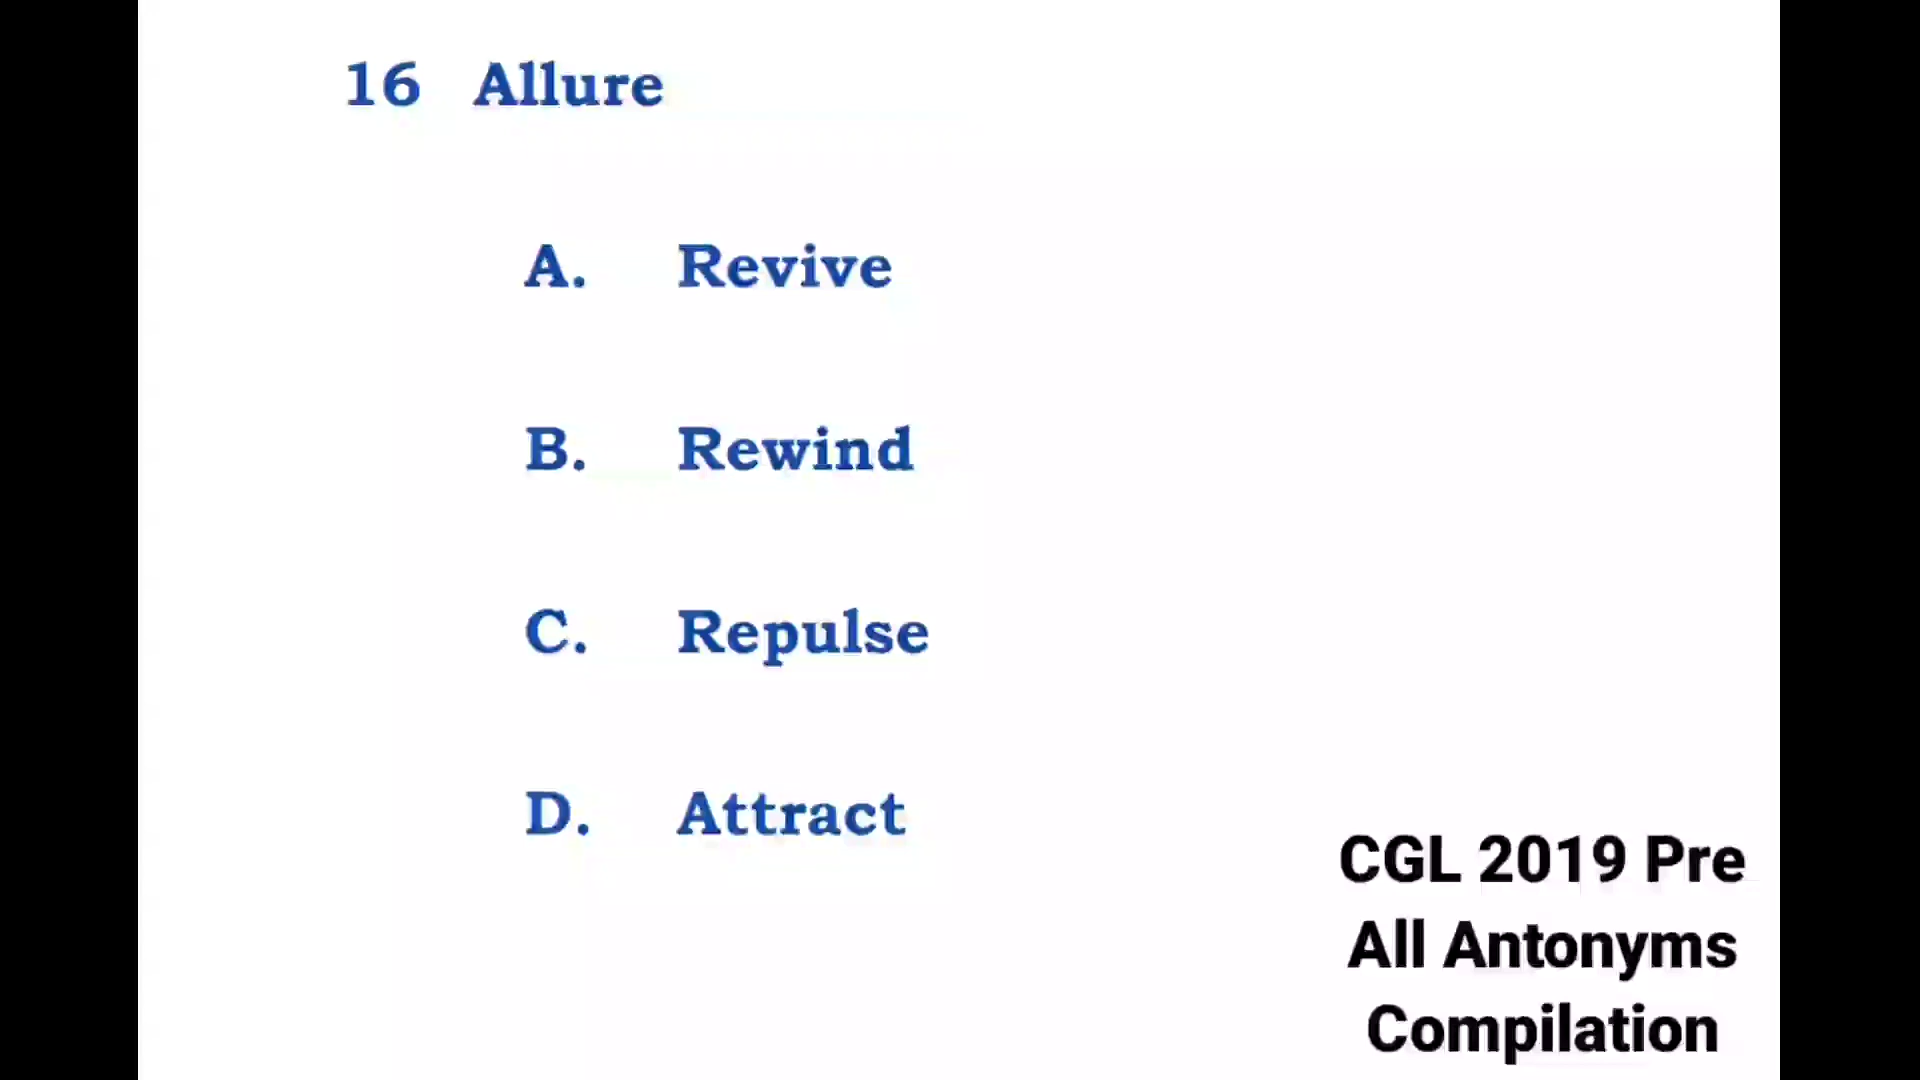 16 Allure
A. Revive
B. Rewind
C. Repulse
D. Attract
CGL 2019 Pre
All Antonyms
Compilation